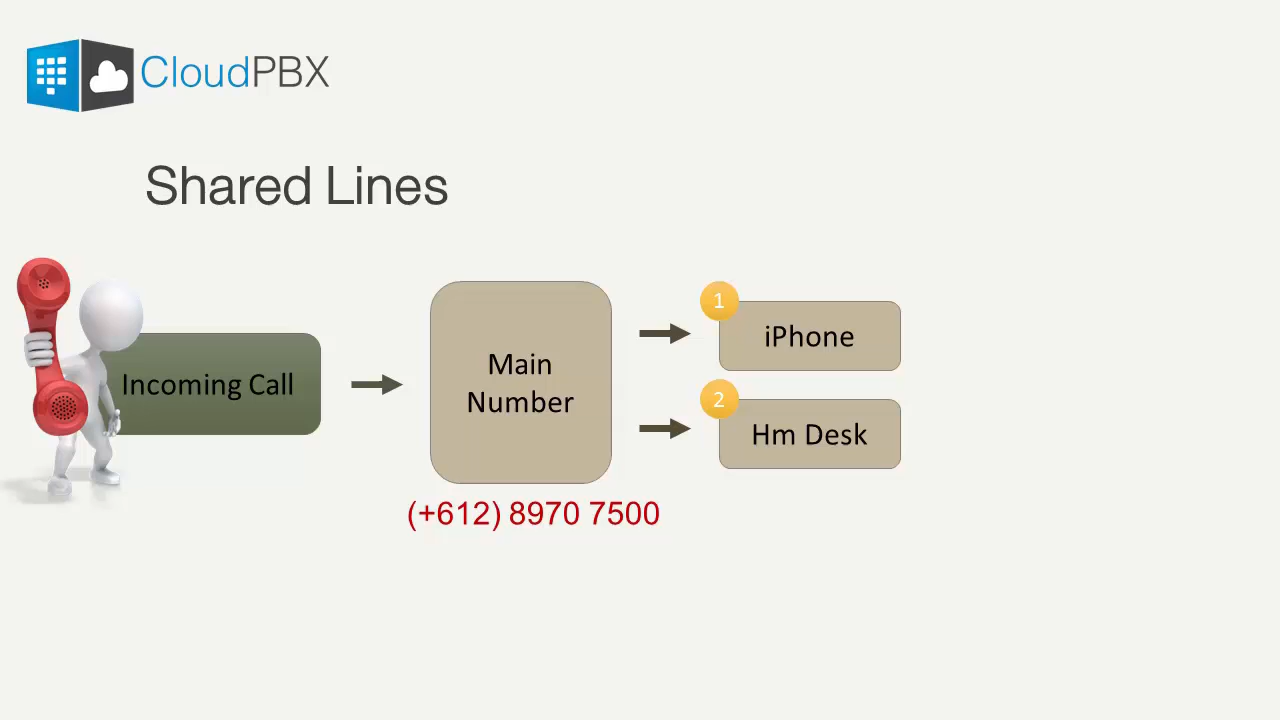 CloudPBX
Shared Lines
Incoming Call
Main
Number
(+612) 8970 7500
1
iPhone
2
Hm Desk